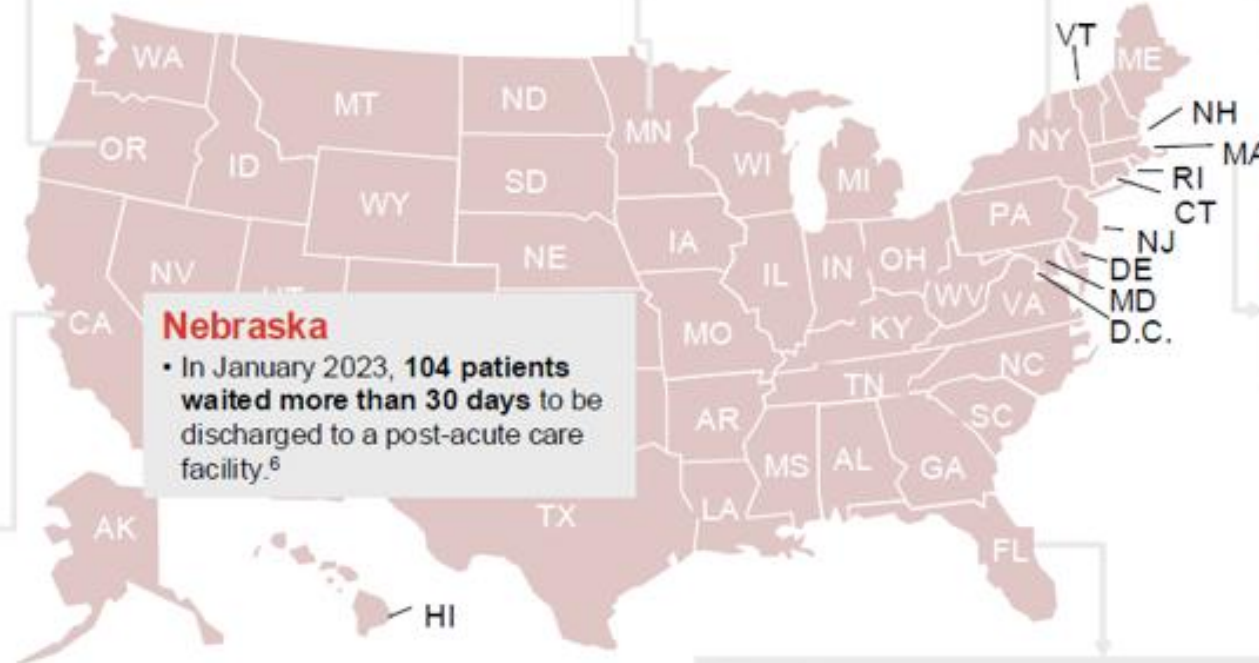 VT
ME
WA
MT
ND
MN
NH
OR
ID
SD
WI
MI
NY
MA
RI
WY
CT
PA
NJ
IA
NE
NV
IL
IN
OH
DE
WV
VA
MD
CA
MO
KY
D.C.
Nebraska
• In January 2023, 104 patients
waited more than 30 days to be
discharged to a post-acute care
facility.⁶
NC
TN
AR
SC
MS
AL
GA
LA
TX
AK
FL
HI